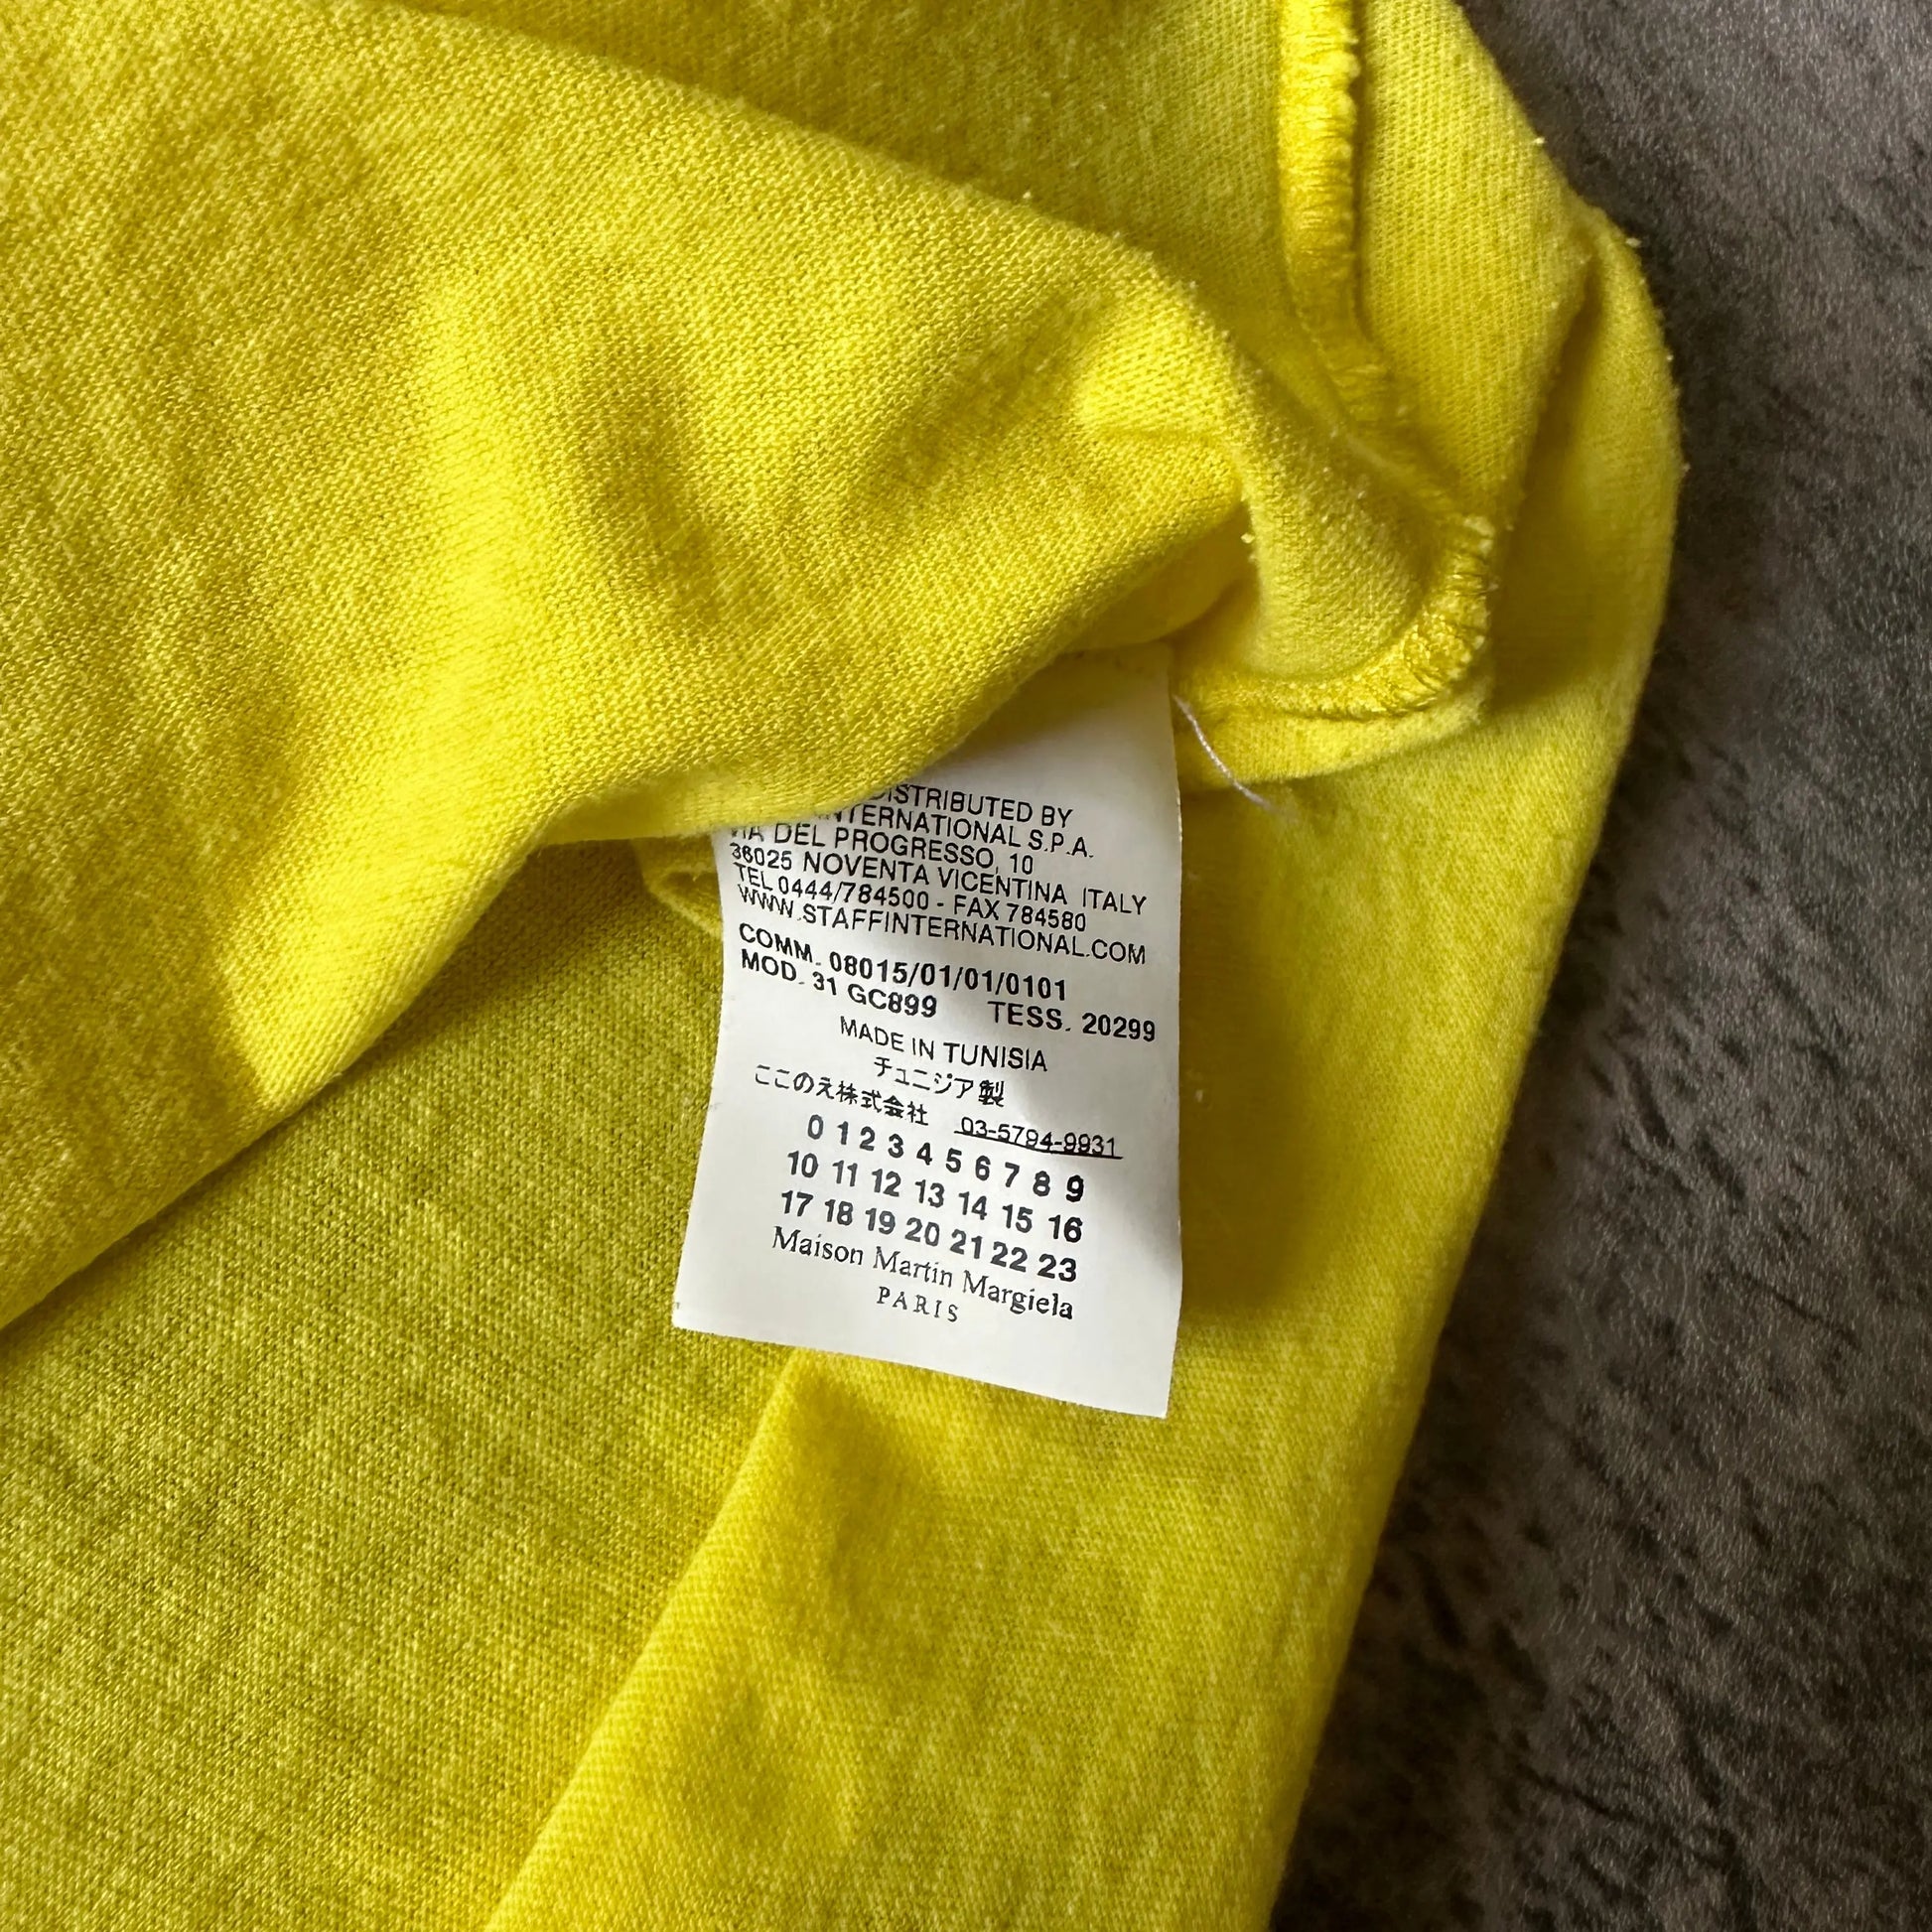 DISTRIBUTED BY
INTERNATIONAL S.P.A.
VIA DEL PROGRESSO, 10
36025 NOVENTA VICENTINA ITALY
TEL 0444/784500 - FAX 784580
WWW.STAFFINTERNATIONAL.COM
COMM. 08015/01/01/0101
MOD. 31 GC899 TESS. 20299
MADE IN TUNISIA
チュニジア製
ここのえ株式会社 03-5794-9931
0 1 2 3 4 5 6 7 8 9
10 11 12 13 14 15 16
17 18 19 20 21 22 23
Maison Martin Margiela
PARIS